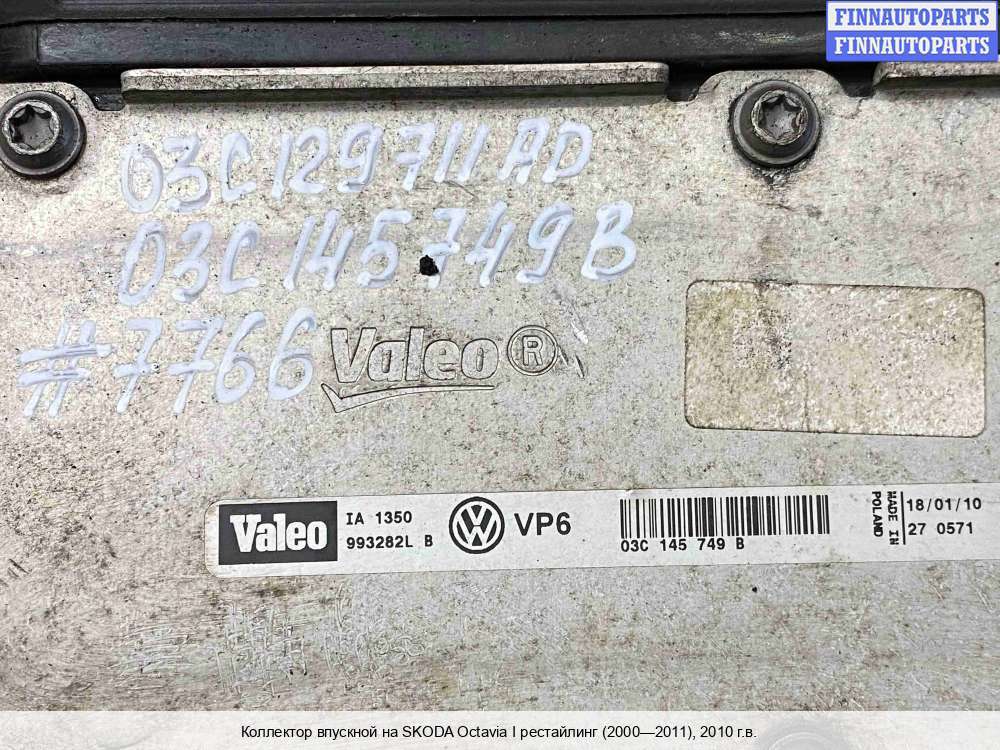 FINNAUTOPARTS
FINNAUTOPARTS
03C129711AD
03C145749B
#7766
Valeo®
Valeo
IA 1350
993282L B
VP6
03C 145 749 B
MADE IN
POLAND
18/01/10
27 0571
Коллектор впускной на SKODA Octavia I рестайлинг (2000—2011), 2010 г.в.